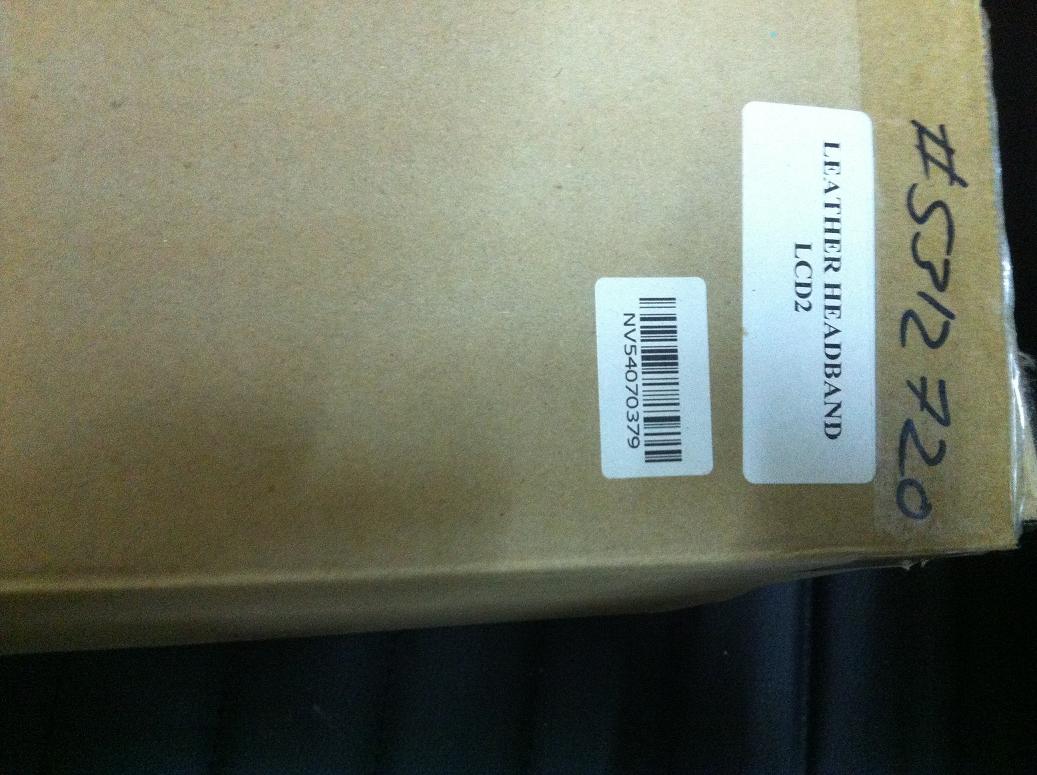 #5312720
LEATHER HEADBAND
LCD2
NV54070379